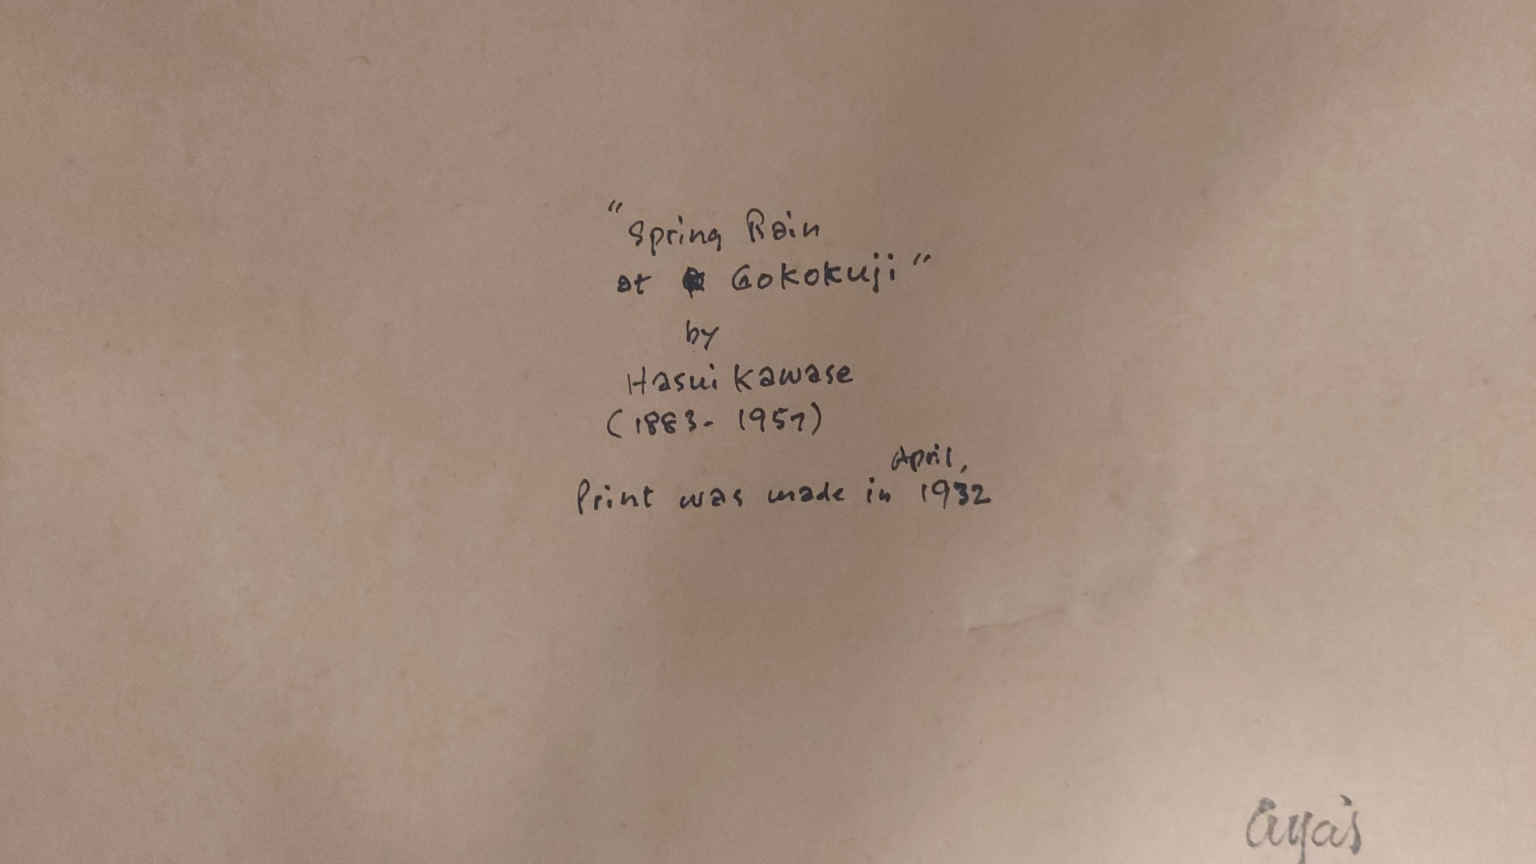 "Spring Rain
at Gokokuji"
by
Hasui Kawase
(1883- 1957)
April,
Print was made in 1932